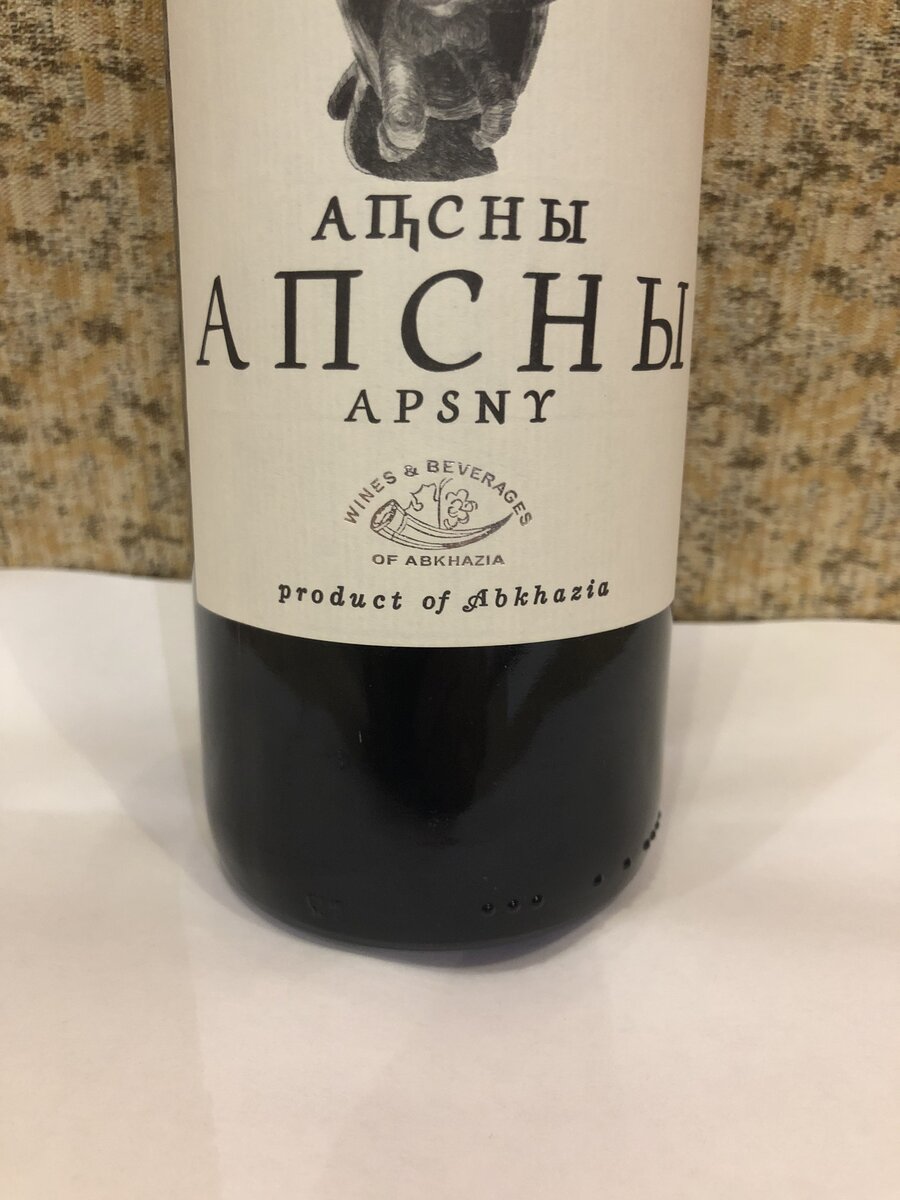 АԤСНЫ
АПСНЫ
APSNY
WINES & BEVERAGES
OF ABKHAZIA
product of Abkhazia